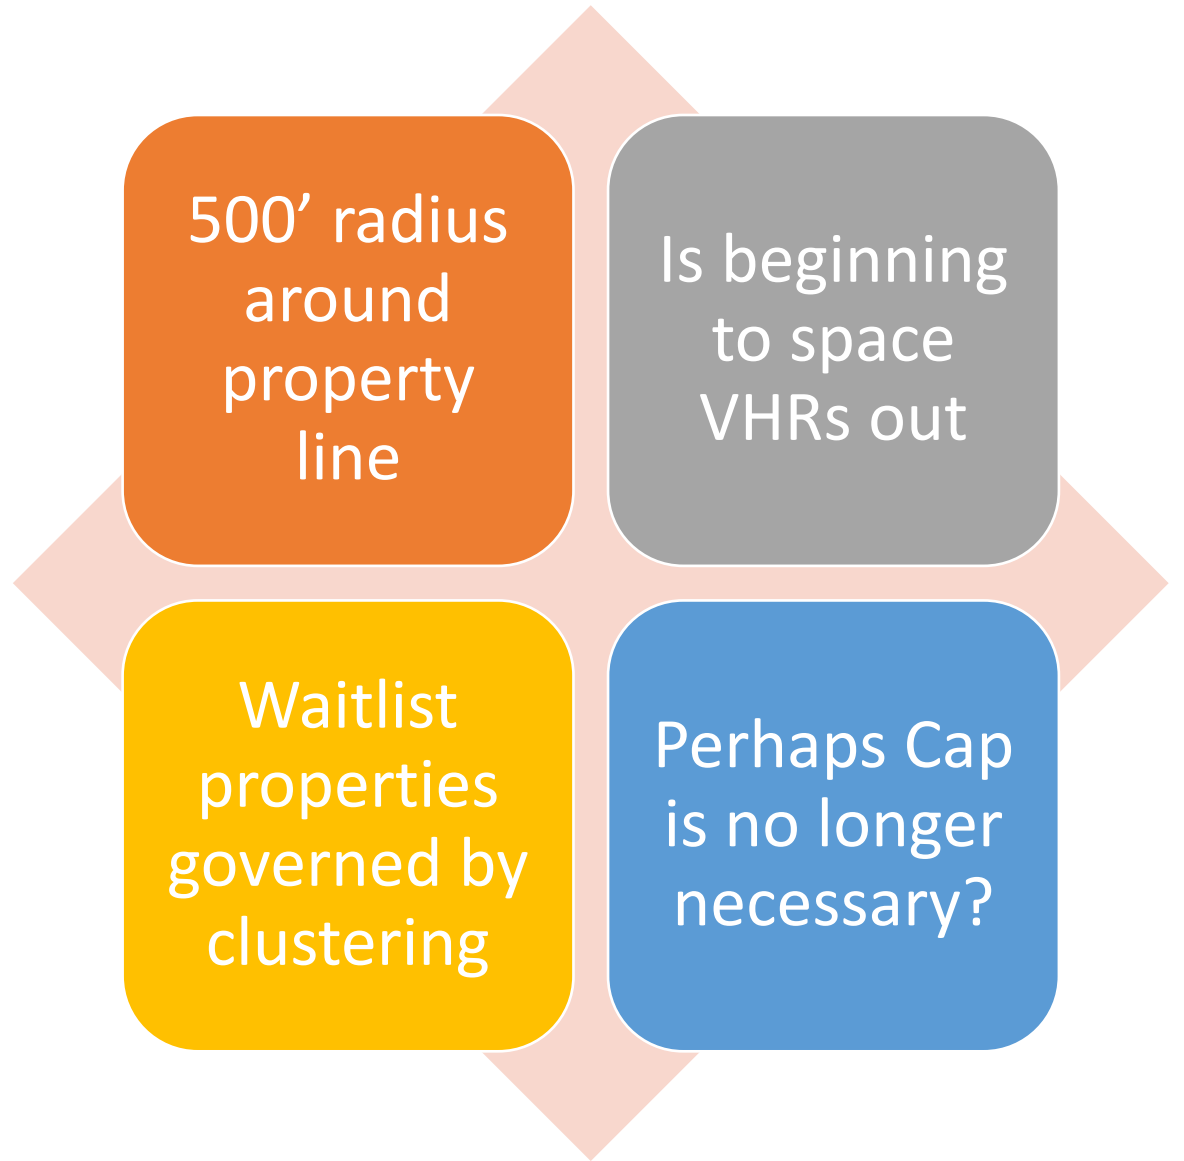 500’ radius
around
property
line
Is beginning
to space
VHRs out
Waitlist
properties
governed by
clustering
Perhaps Cap
is no longer
necessary?